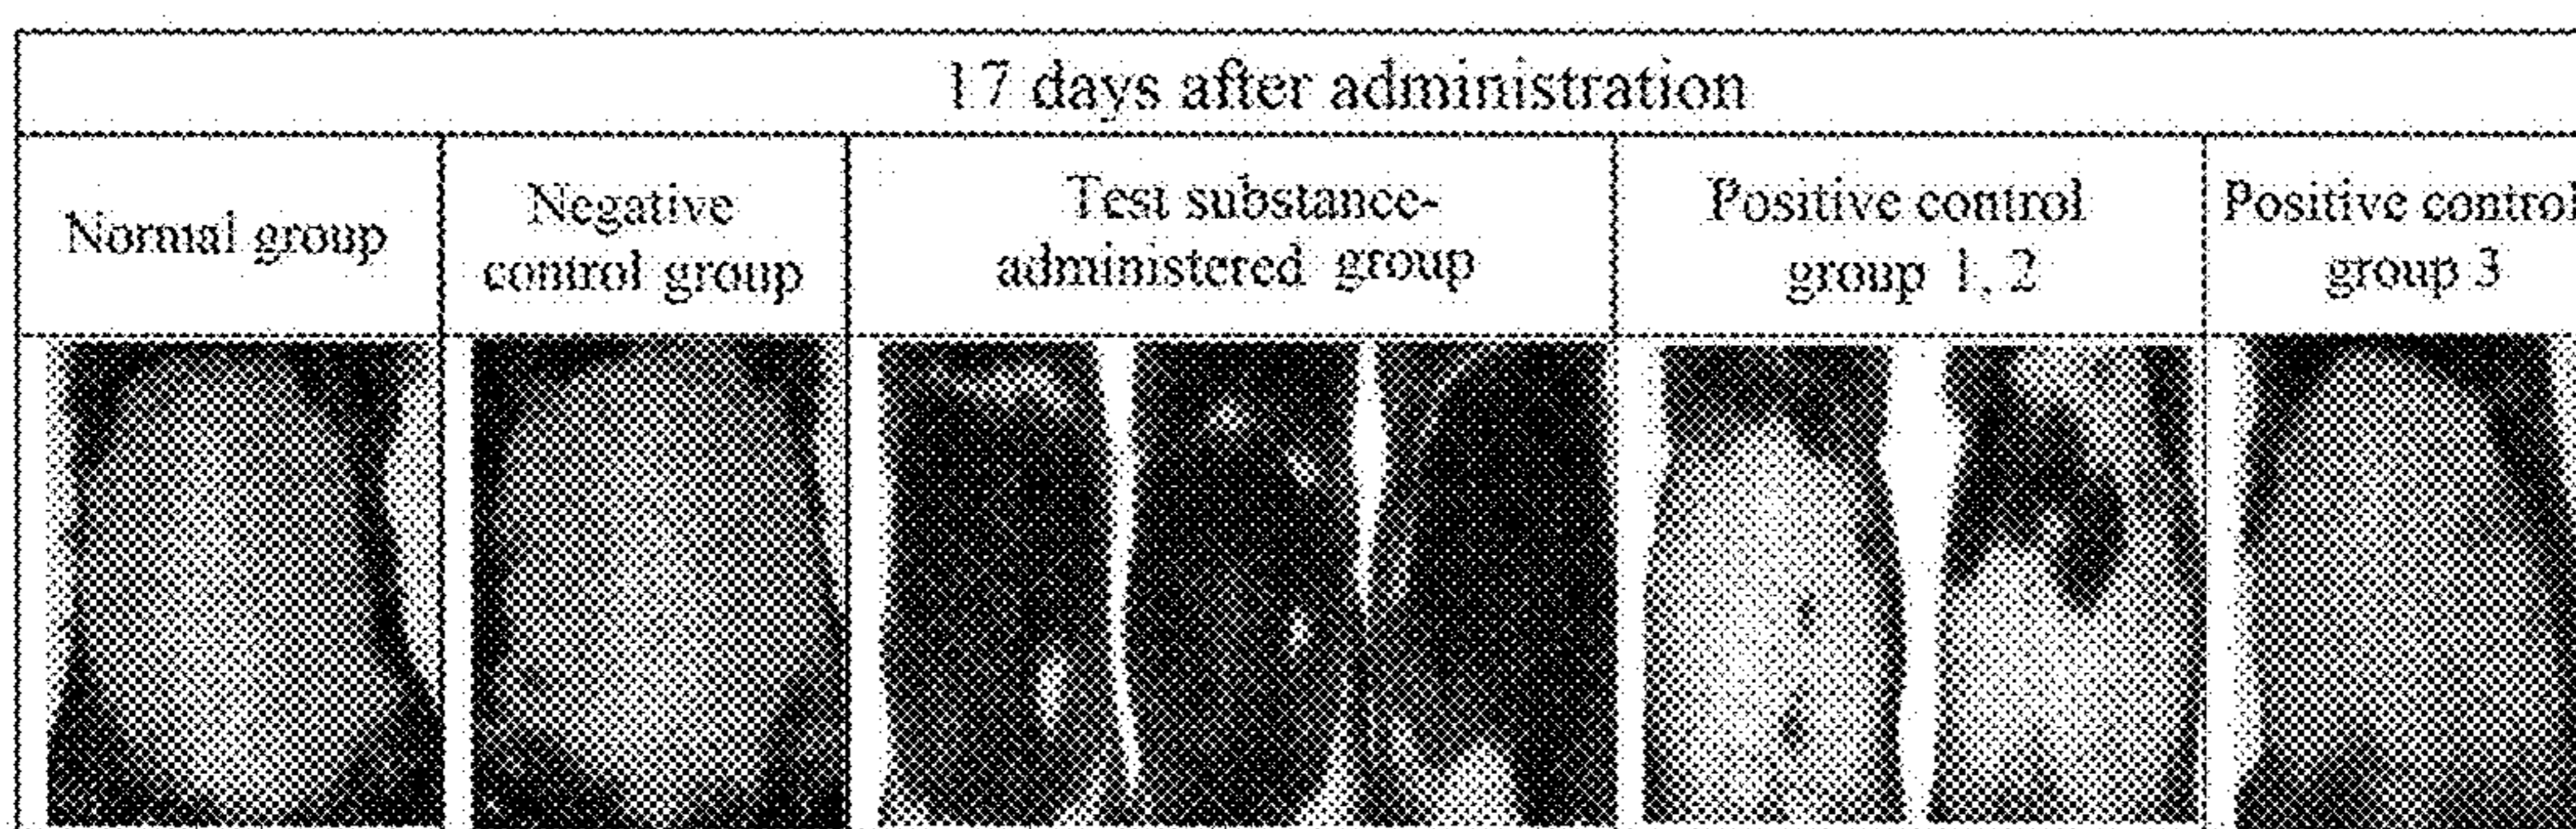 17 days after administration
Normal group
Negative
control group
Test substance-
administered group
Positive control
group 1, 2
Positive control
group 3